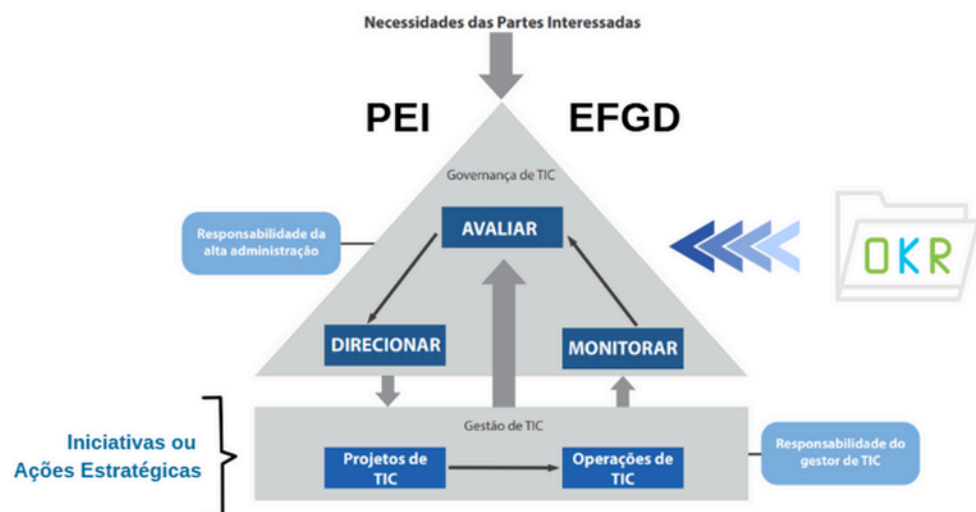 Necessidades das Partes Interessadas
PEI
EFGD
Governança de TIC
Responsabilidade da
alta administração
AVALIAR
OKR
DIRECIONAR
MONITORAR
Gestão de TIC
Iniciativas ou
Ações Estratégicas
Projetos de
TIC
Operações de
TIC
Responsabilidade do
gestor de TIC